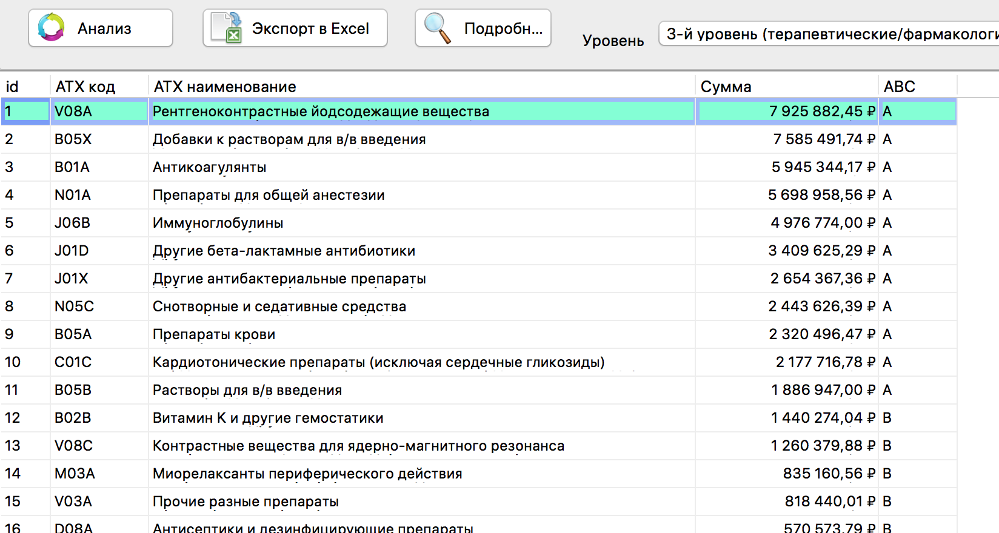 Анализ Экспорт в Excel Подробн... Уровень 3-й уровень (терапевтические/фармакологи
id АТХ код АТХ наименование Сумма ABC
1 V08A Рентгеноконтрастные йодсодежащие вещества 7 925 882,45 ₽ A
2 B05X Добавки к растворам для в/в введения 7 585 491,74 ₽ A
3 B01A Антикоагулянты 5 945 344,17 ₽ A
4 N01A Препараты для общей анестезии 5 698 958,56 ₽ A
5 J06B Иммуноглобулины 4 976 774,00 ₽ A
6 J01D Другие бета-лактамные антибиотики 3 409 625,29 ₽ A
7 J01X Другие антибактериальные препараты 2 654 367,36 ₽ A
8 N05C Снотворные и седативные средства 2 443 626,39 ₽ A
9 B05A Препараты крови 2 320 496,47 ₽ A
10 C01C Кардиотонические препараты (исключая сердечные гликозиды) 2 177 716,78 ₽ A
11 B05B Растворы для в/в введения 1 886 947,00 ₽ A
12 B02B Витамин К и другие гемостатики 1 440 274,04 ₽ B
13 V08C Контрастные вещества для ядерно-магнитного резонанса 1 260 379,88 ₽ B
14 M03A Миорелаксанты периферического действия 835 160,56 ₽ B
15 V03A Прочие разные препараты 818 440,01 ₽ B
16 D08A Антисептики и дезинфицирующие препараты 570 573,79 ₽ B